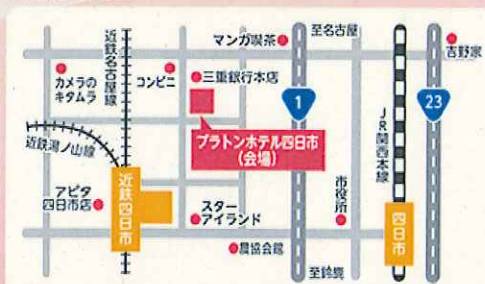 マンガ喫茶
至名古屋
吉野家
カメラの
キタムラ
近鉄名古屋線
コンビニ
三重銀行本店
1
23
プラトンホテル四日市
(会場)
近鉄湯ノ山線
JR関西本線
アピタ
四日市店
近鉄四日市
スター
アイランド
市役所
四日市
農協会館
至鈴鹿